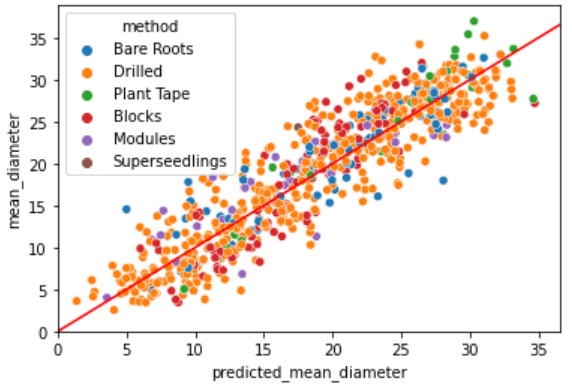 method
Bare Roots
Drilled
Plant Tape
Blocks
Modules
Superseedlings
35
30
25
20
15
10
5
0
mean_diameter
0 5 10 15 20 25 30 35
predicted_mean_diameter